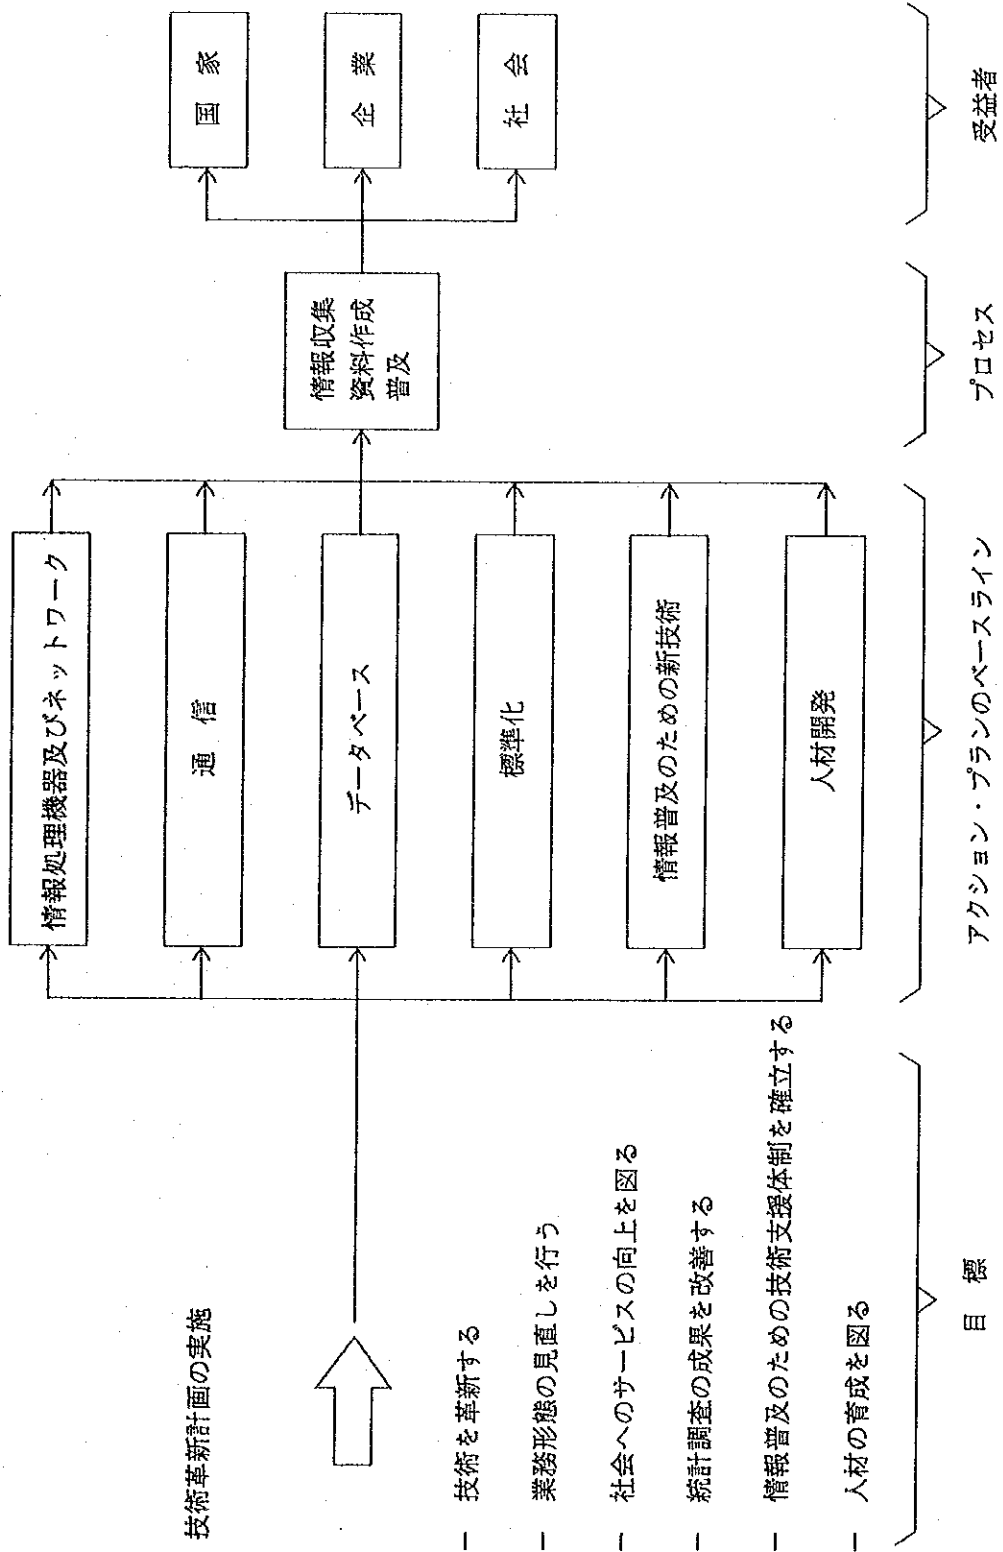 技術革新計画の実施
- 技術を革新する
- 業務形態の見直しを行う
- 社会へのサービスの向上を図る
- 統計調査の成果を改善する
- 情報普及のための技術支援体制を確立する
- 人材の育成を図る
目 標
情報処理機器及びネットワーク
通 信
データベース
標準化
情報普及のための新技術
人材開発
アクション・プランのベースライン
情報収集
資料作成
普及
プロセス
国 家
企 業
社 会
受益者